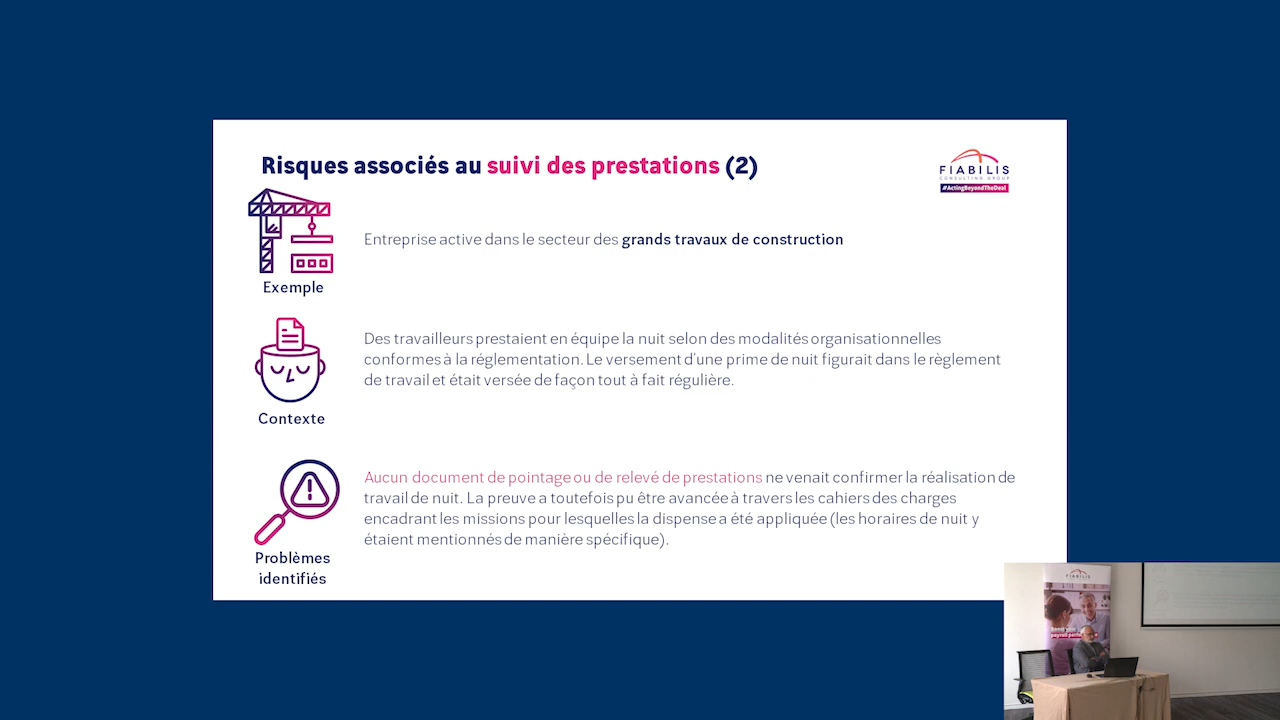 Risques associés au suivi des prestations (2)
FIABILIS
CONSULTING GROUP
#ActingBeyondTheDeal
Entreprise active dans le secteur des grands travaux de construction
Exemple
Des travailleurs prestaient en équipe la nuit selon des modalités organisationnelles
conformes à la réglementation. Le versement d'une prime de nuit figurait dans le règlement
de travail et était versée de façon tout à fait régulière.
Contexte
Aucun document de pointage ou de relevé de prestations ne venait confirmer la réalisation de
travail de nuit. La preuve a toutefois pu être avancée à travers les cahiers des charges
encadrant les missions pour lesquelles la dispense a été appliquée (les horaires de nuit y
étaient mentionnés de manière spécifique).
Problèmes
identifiés
FIABILIS
Boost your
payroll